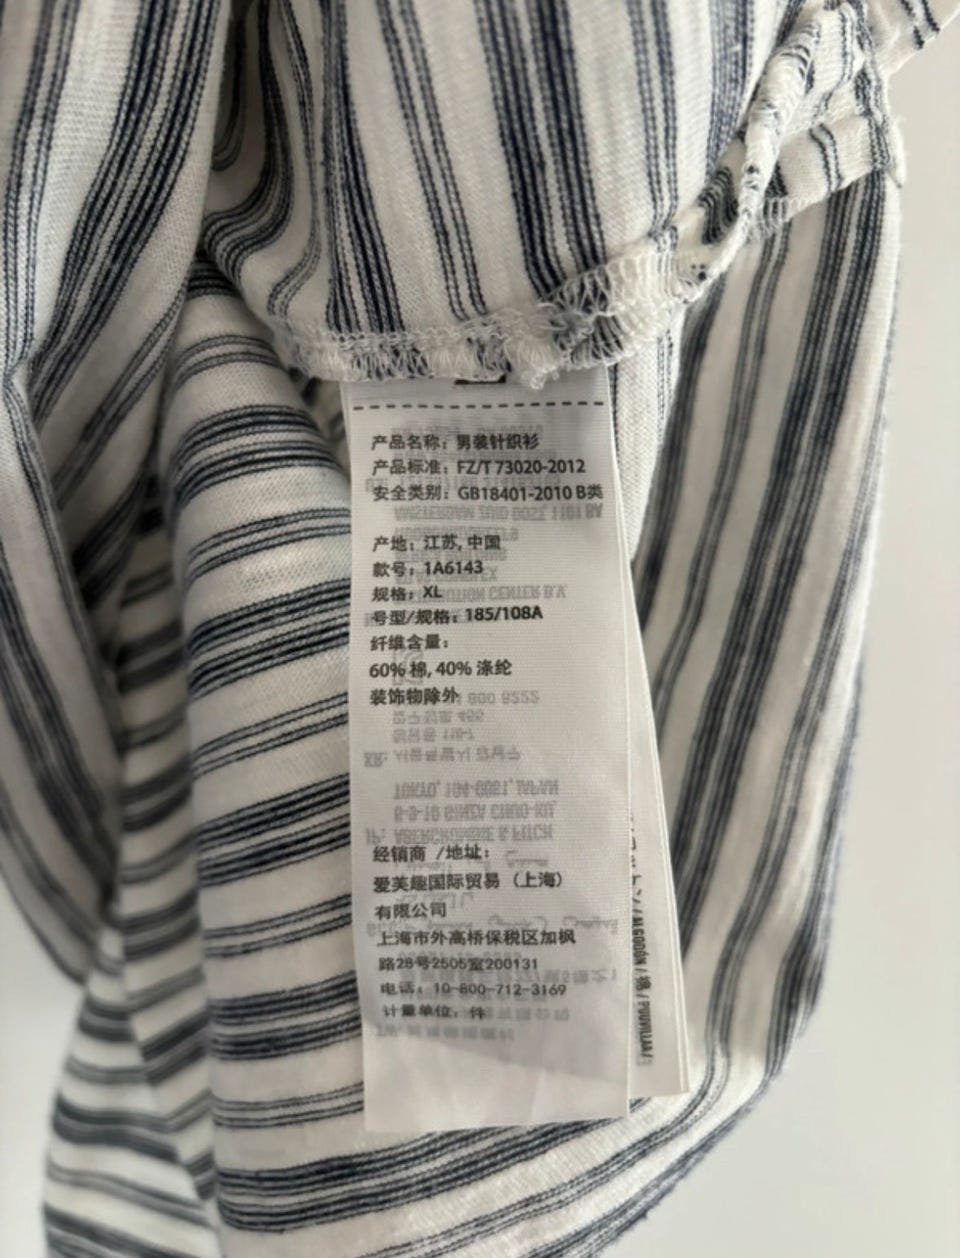 产品名称：男装针织衫
产品标准：FZ/T 73020-2012
安全类别：GB18401-2010 B类
产地：江苏, 中国
款号：1A6143
规格：XL
号型/规格：185/108A
纤维含量：
60% 棉, 40% 涤纶
装饰物除外
经销商 /地址：
爱芙趣国际贸易（上海）
有限公司
上海市外高桥保税区加枫
路28号2505室200131
电话：10-800-712-3169
计量单位：件
/ ALGODÓN / 棉 / PUUVILLAA /